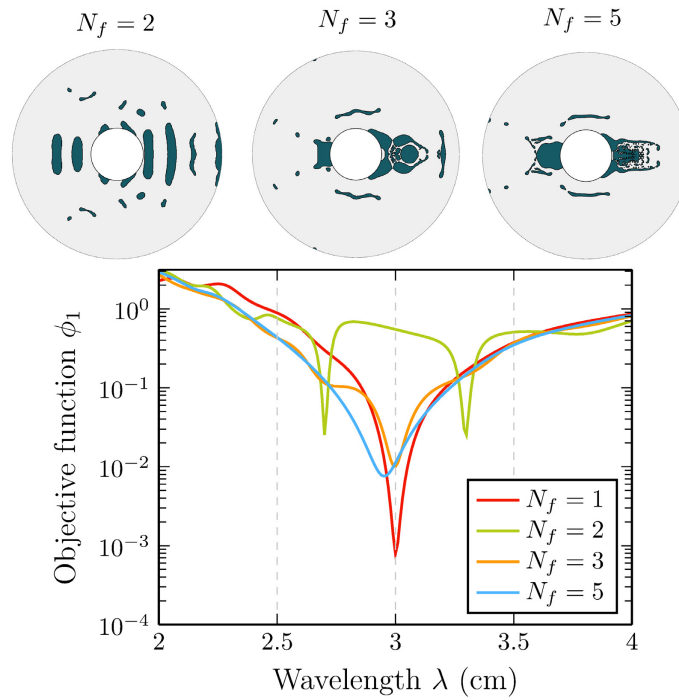 N_f = 2 N_f = 3 N_f = 5
10^0
10^{-1}
10^{-2}
10^{-3}
10^{-4}
Objective function ϕ_1
N_f = 1
N_f = 2
N_f = 3
N_f = 5
2 2.5 3 3.5 4
Wavelength λ (cm)